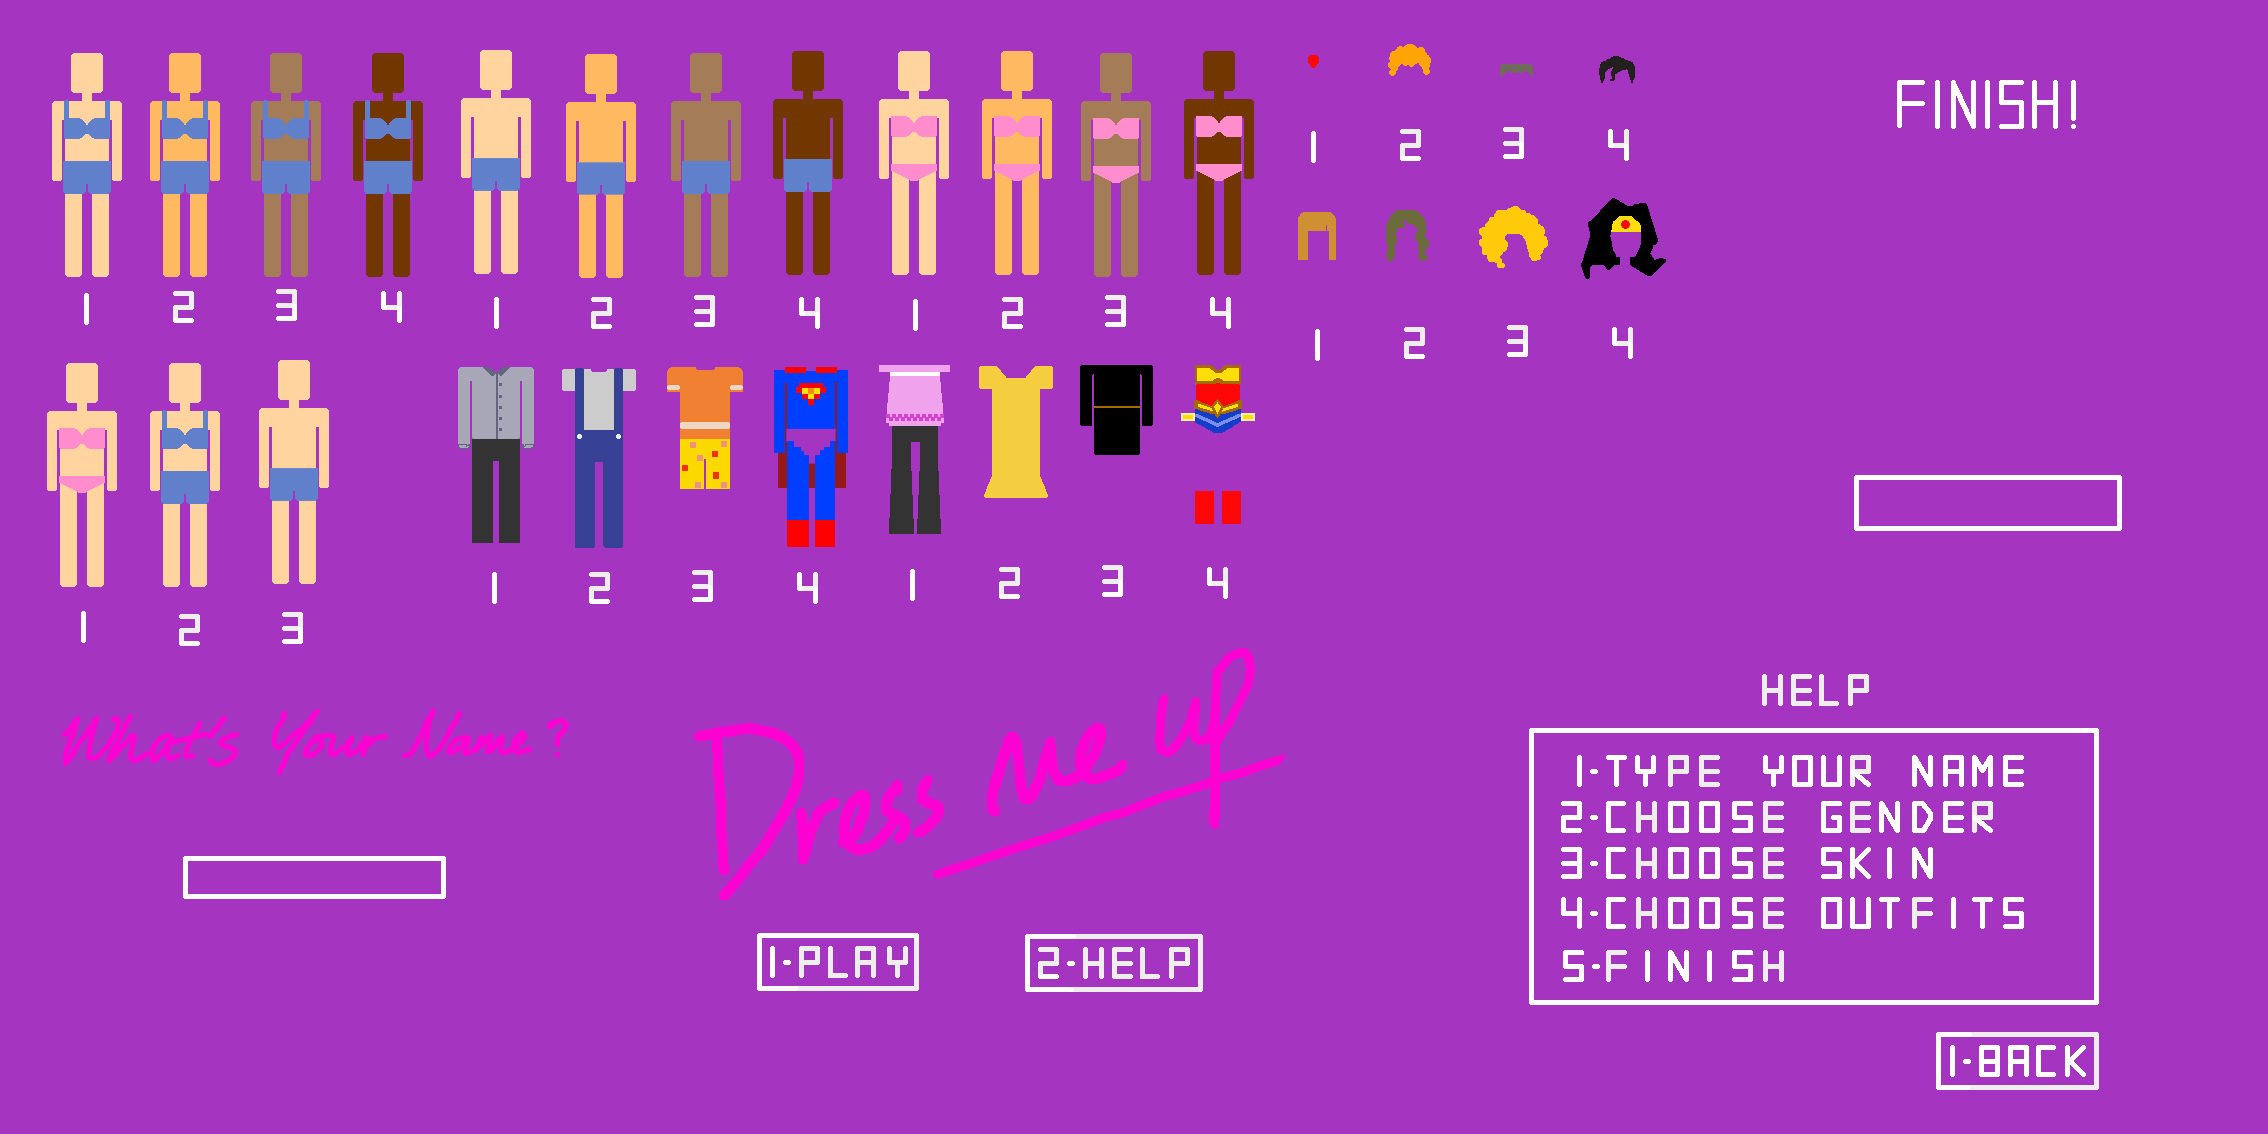 FINISH!
1 2 3 4
1 2 3 4 1 2 3 4 1 2 3 4
1 2 3 4
1 2 3 4 1 2 3 4
1 2 3
What's Your Name?
Dress me up
1-PLAY
2-HELP
HELP
1-TYPE YOUR NAME
2-CHOOSE GENDER
3-CHOOSE SKIN
4-CHOOSE OUTFITS
5-FINISH
1-BACK